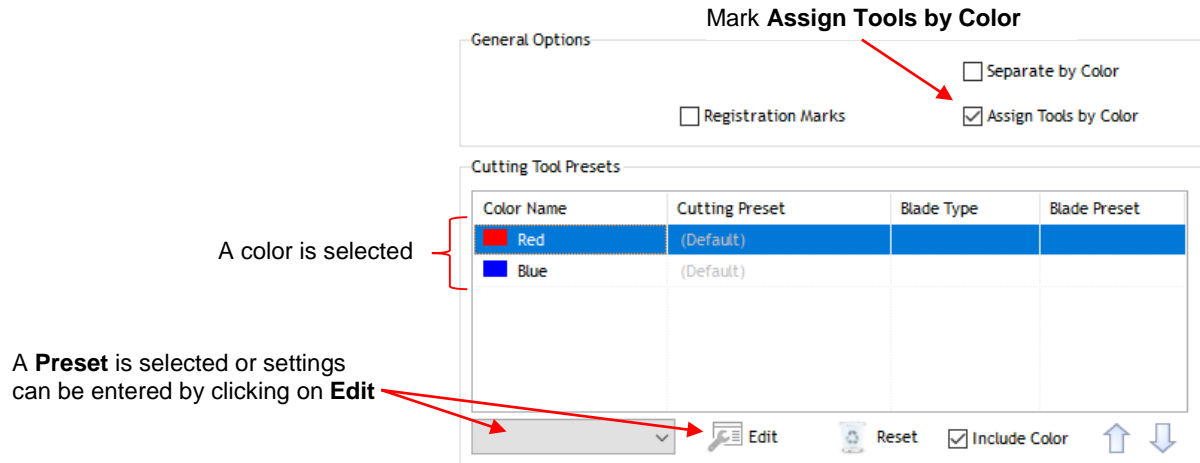 Mark Assign Tools by Color
General Options
Separate by Color
Registration Marks
Assign Tools by Color
Cutting Tool Presets
Color Name Cutting Preset Blade Type Blade Preset
A color is selected
Red (Default)
Blue (Default)
A Preset is selected or settings
can be entered by clicking on Edit
Edit Reset Include Color